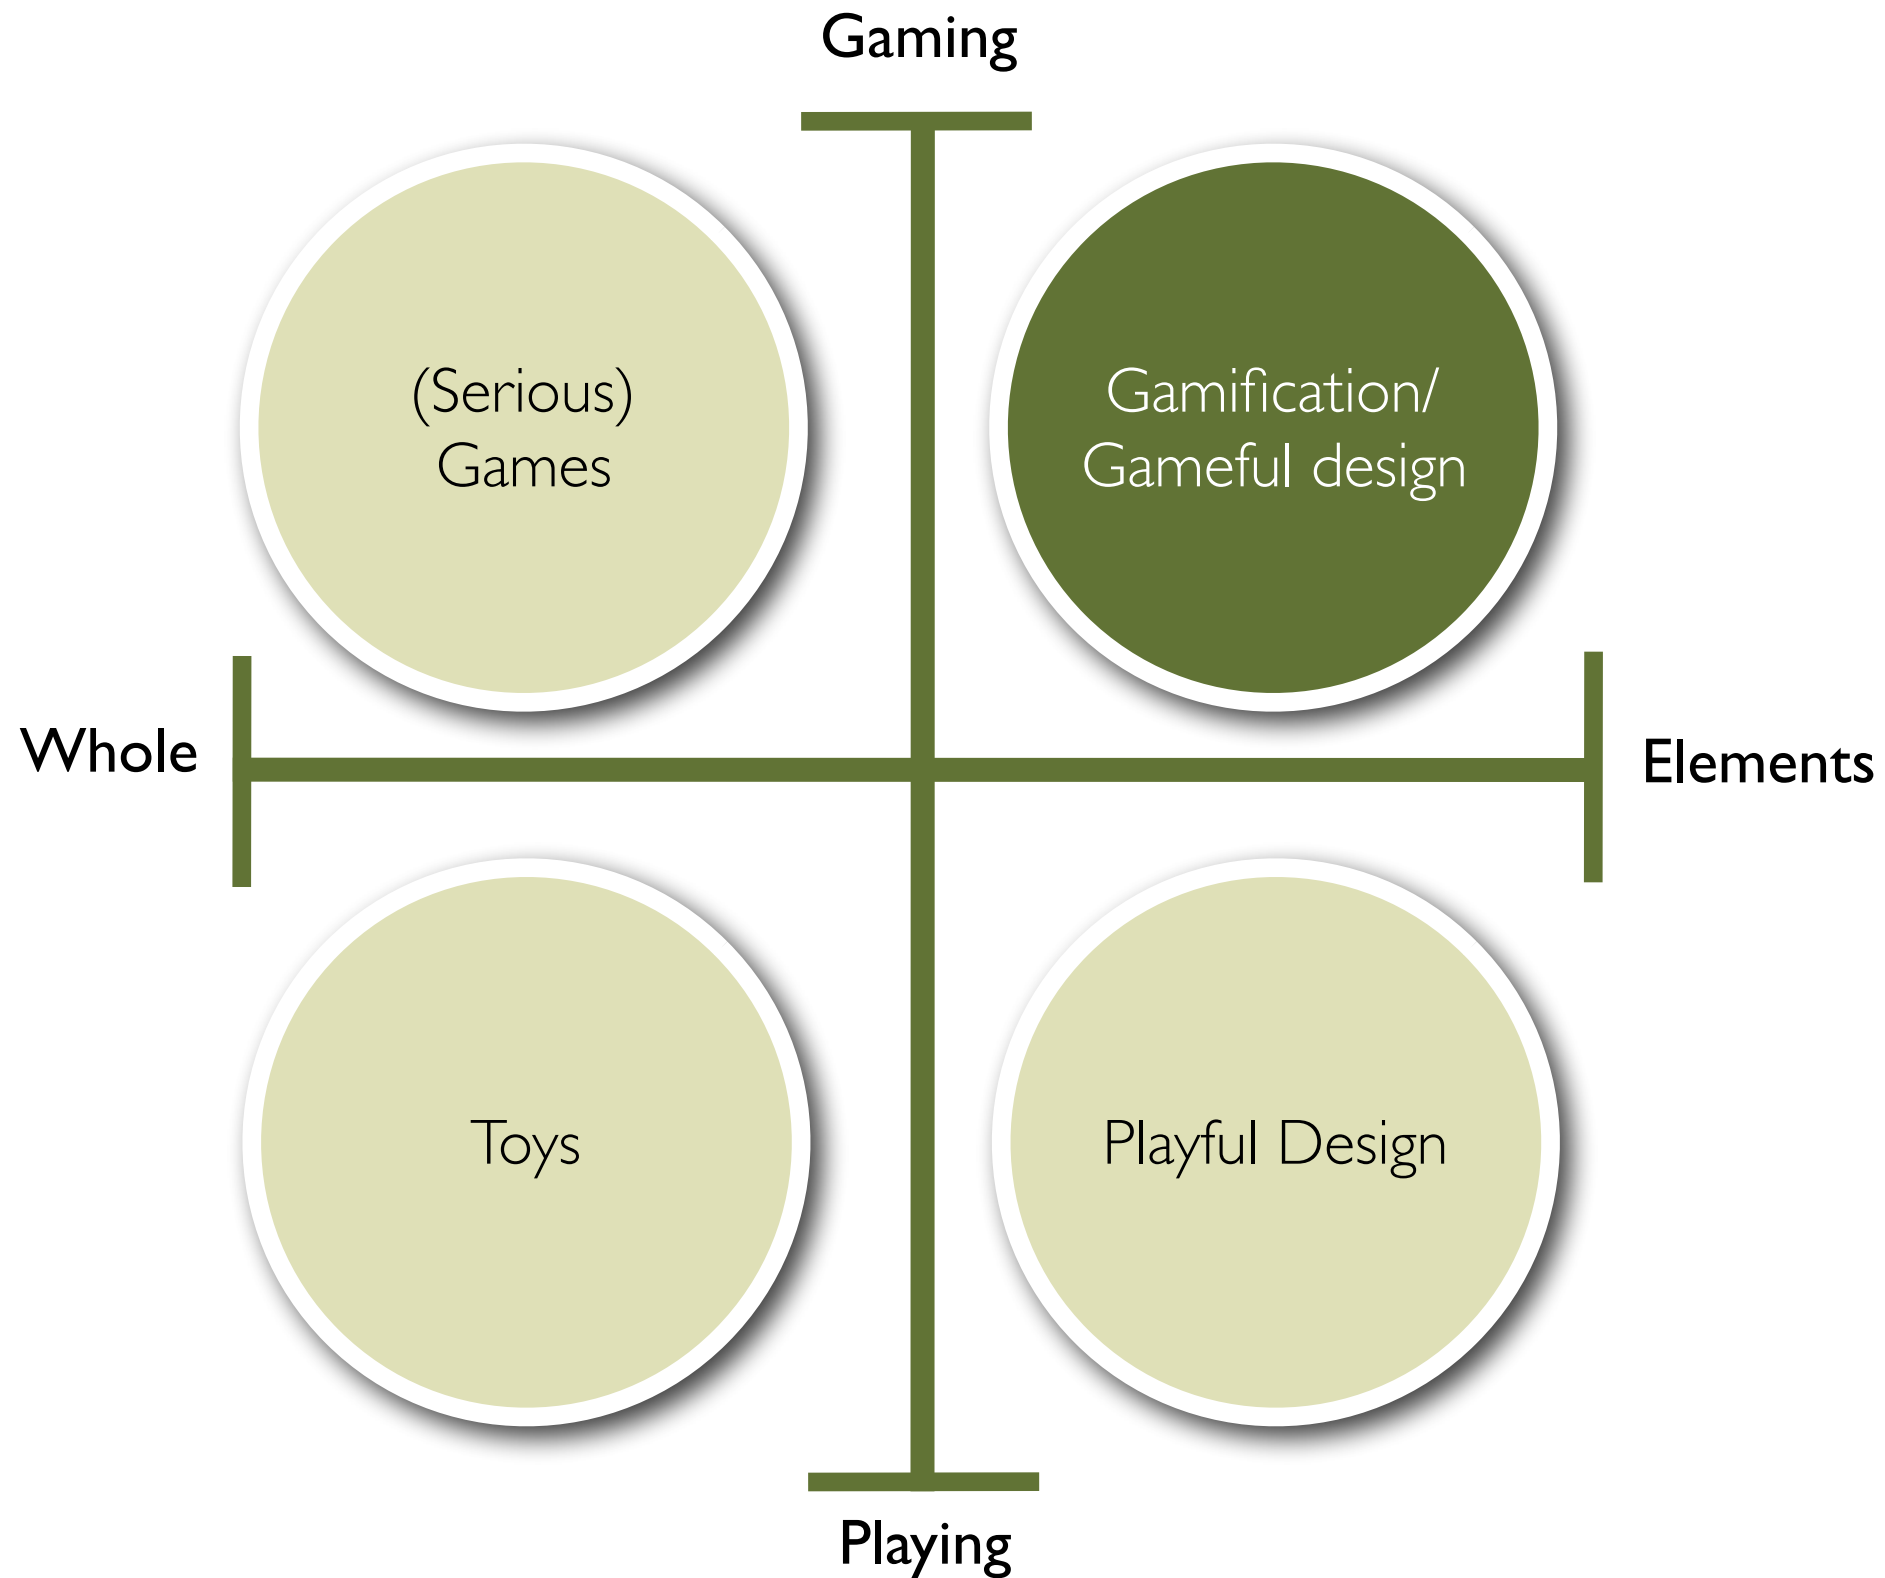 Gaming
(Serious)
Games
Gamification/
Gameful design
Whole
Elements
Toys
Playful Design
Playing